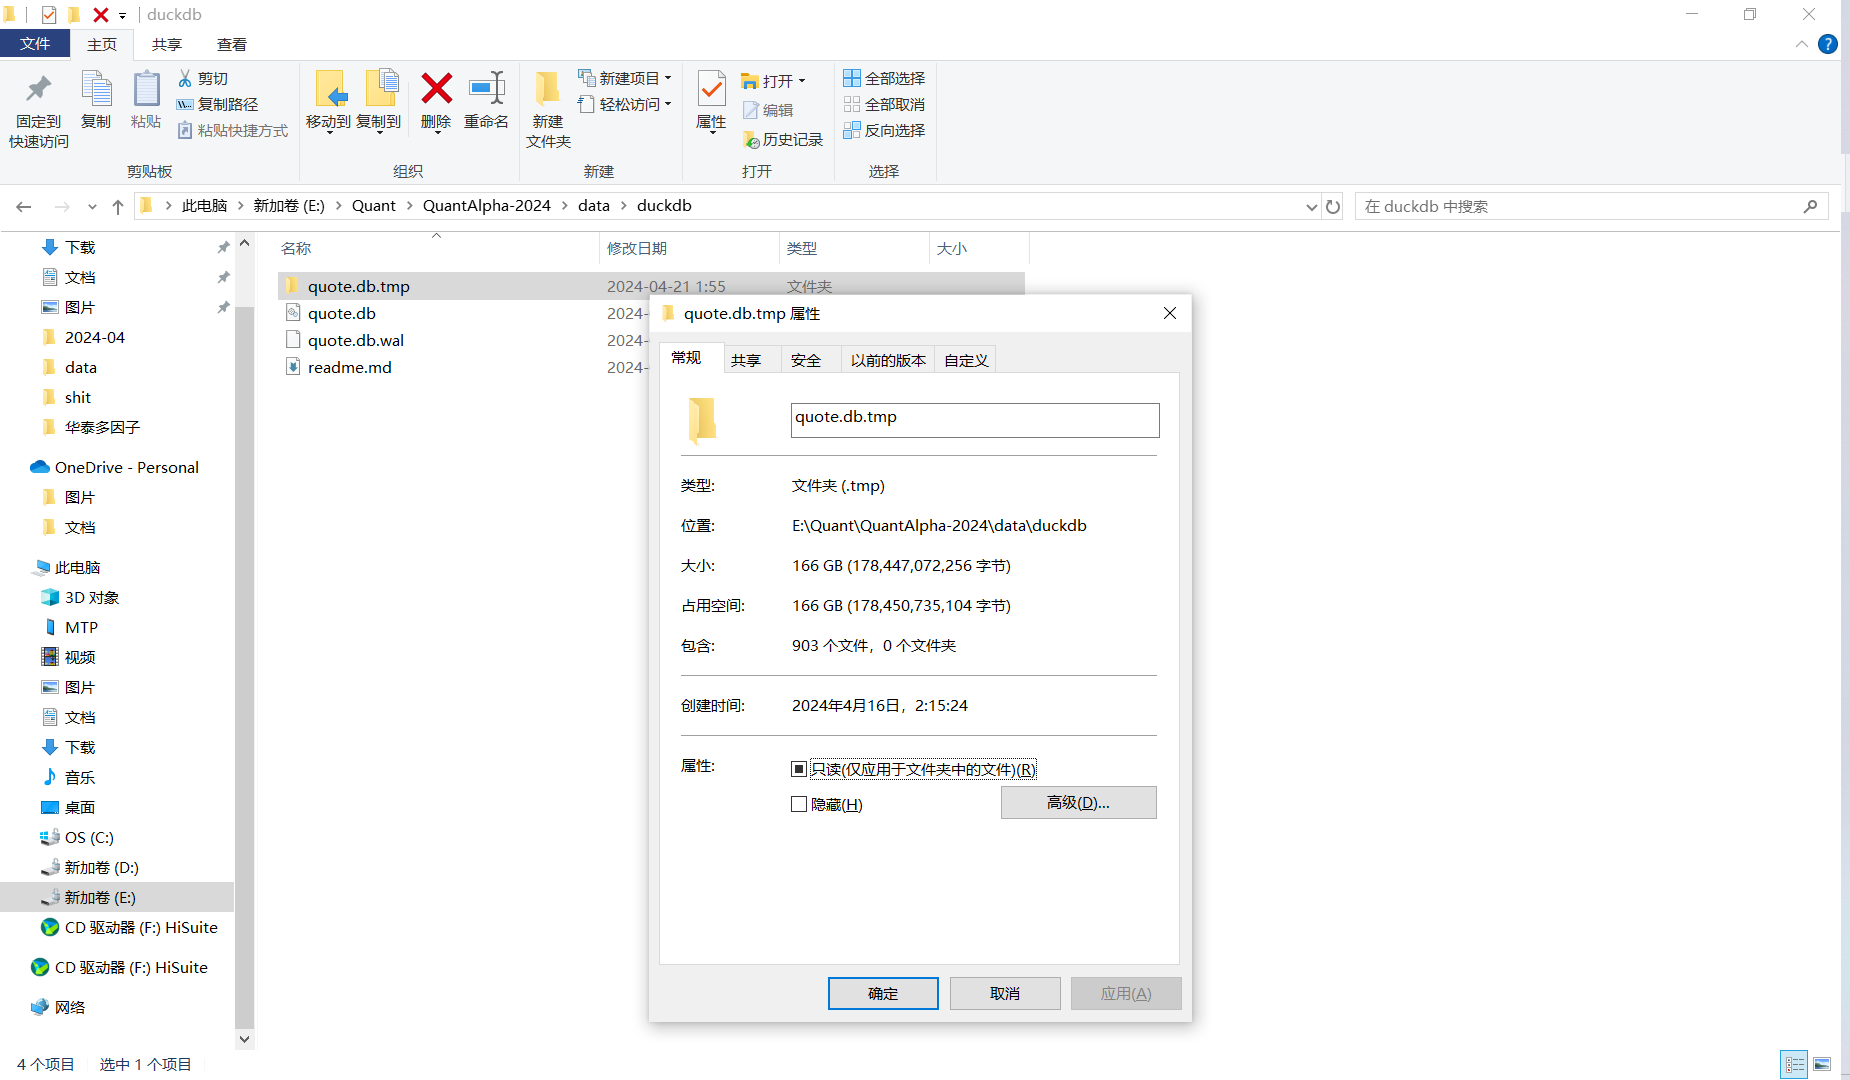 duckdb
文件
主页
共享
查看
固定到
快速访问
复制
粘贴
剪切
复制路径
粘贴快捷方式
剪贴板
移动到
复制到
删除
重命名
组织
新建
文件夹
新建项目
轻松访问
新建
属性
打开
编辑
历史记录
打开
全部选择
全部取消
反向选择
选择
此电脑 > 新加卷 (E:) > Quant > QuantAlpha-2024 > data > duckdb
在 duckdb 中搜索
下载
文档
图片
2024-04
data
shit
华泰多因子
OneDrive - Personal
图片
文档
此电脑
3D 对象
MTP
视频
图片
文档
下载
音乐
桌面
OS (C:)
新加卷 (D:)
新加卷 (E:)
CD 驱动器 (F:) HiSuite
CD 驱动器 (F:) HiSuite
网络
名称 修改日期 类型 大小
quote.db.tmp 2024-04-21 1:55 文件夹
quote.db 2024-
quote.db.wal 2024-
readme.md 2024-
quote.db.tmp 属性
常规 共享 安全 以前的版本 自定义
quote.db.tmp
类型: 文件夹 (.tmp)
位置: E:\Quant\QuantAlpha-2024\data\duckdb
大小: 166 GB (178,447,072,256 字节)
占用空间: 166 GB (178,450,735,104 字节)
包含: 903 个文件，0 个文件夹
创建时间: 2024年4月16日，2:15:24
属性: 只读(仅应用于文件夹中的文件)(R)
隐藏(H) 高级(D)...
确定 取消 应用(A)
4 个项目 选中 1 个项目